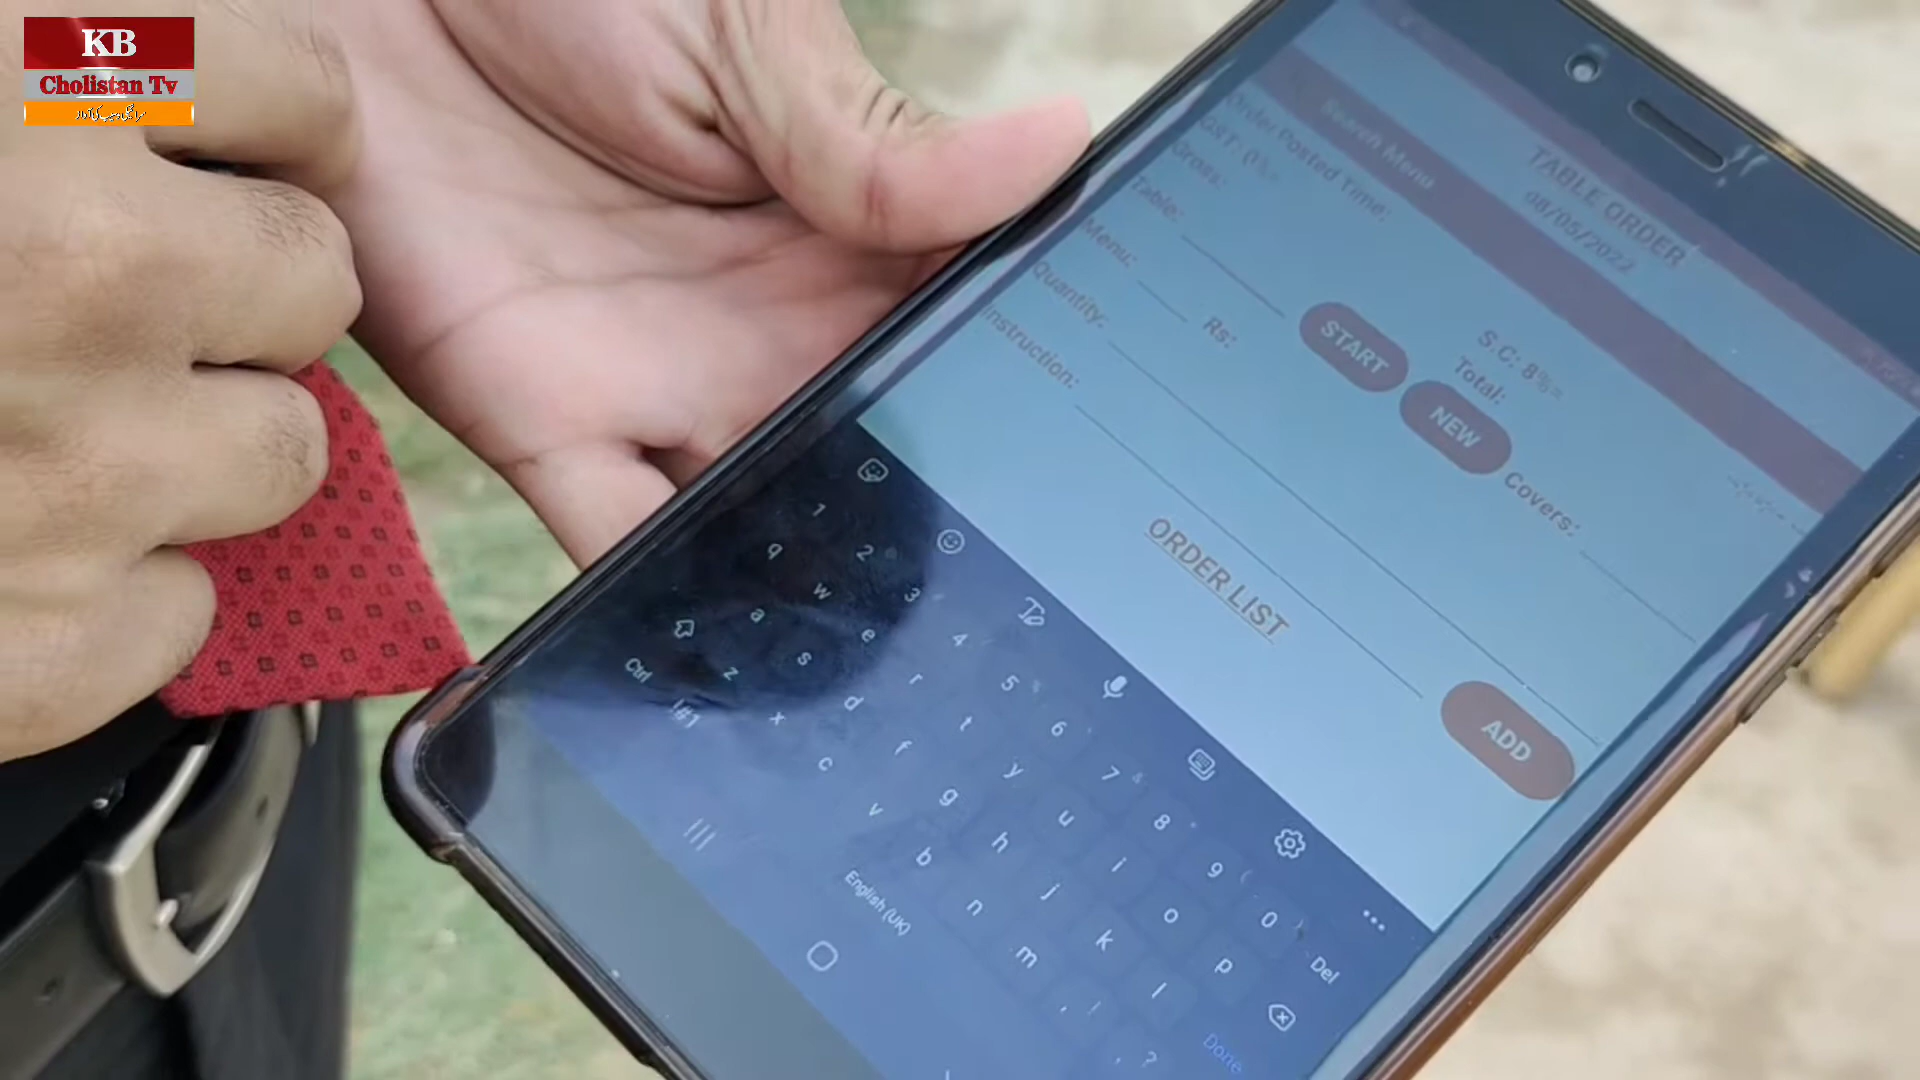 KB
Cholistan Tv
TABLE ORDER
08/05/2022
Search Menu
Order Posted Time:
GST: 0%=
S.C: 8%=
Gross:
Total:
Table:
START
NEW
Covers:
Menu:
Rs:
Quantity:
Instruction:
ADD
ORDER LIST
1 2 3 4 5 6 7 8 9 0 Del
q w e r t y u i o p
a s d f g h j k l Done
z x c v b n m , ! ?
Ctrl !#1 English (UK) , ?